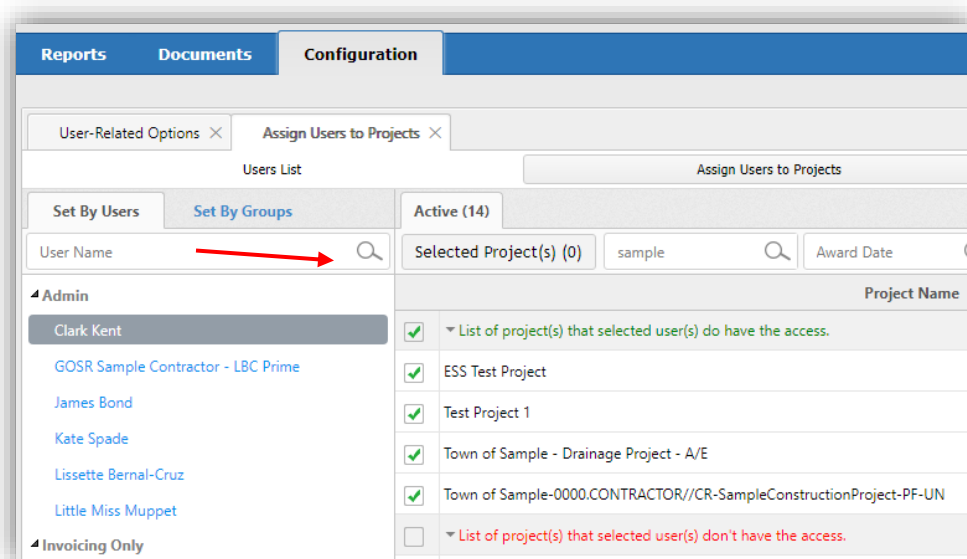 Reports Documents Configuration
User-Related Options Assign Users to Projects
Users List Assign Users to Projects
Set By Users Set By Groups Active (14)
User Name Selected Project(s) (0) sample Award Date
Project Name
Admin
Clark Kent List of project(s) that selected user(s) do have the access.
GOSR Sample Contractor - LBC Prime ESS Test Project
James Bond Test Project 1
Kate Spade
Town of Sample - Drainage Project - A/E
Lissette Bernal-Cruz
Town of Sample-0000.CONTRACTOR//CR-SampleConstructionProject-PF-UN
Little Miss Muppet
List of project(s) that selected user(s) don't have the access.
Invoicing Only